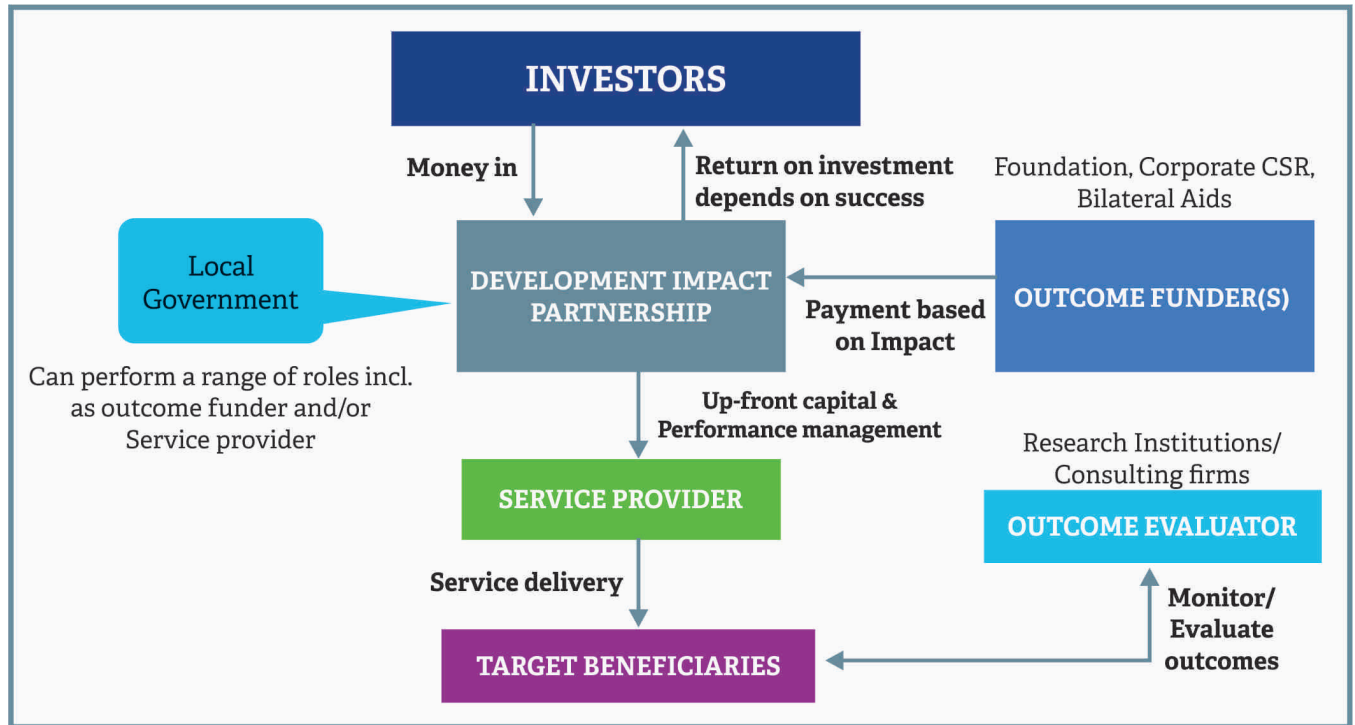 INVESTORS
Money in
Return on investment
depends on success
Foundation, Corporate CSR,
Bilateral Aids
Local
Government
DEVELOPMENT IMPACT
PARTNERSHIP
Payment based
on Impact
OUTCOME FUNDER(S)
Can perform a range of roles incl.
as outcome funder and/or
Service provider
Up-front capital &
Performance management
Research Institutions/
Consulting firms
SERVICE PROVIDER
OUTCOME EVALUATOR
Service delivery
Monitor/
Evaluate
outcomes
TARGET BENEFICIARIES